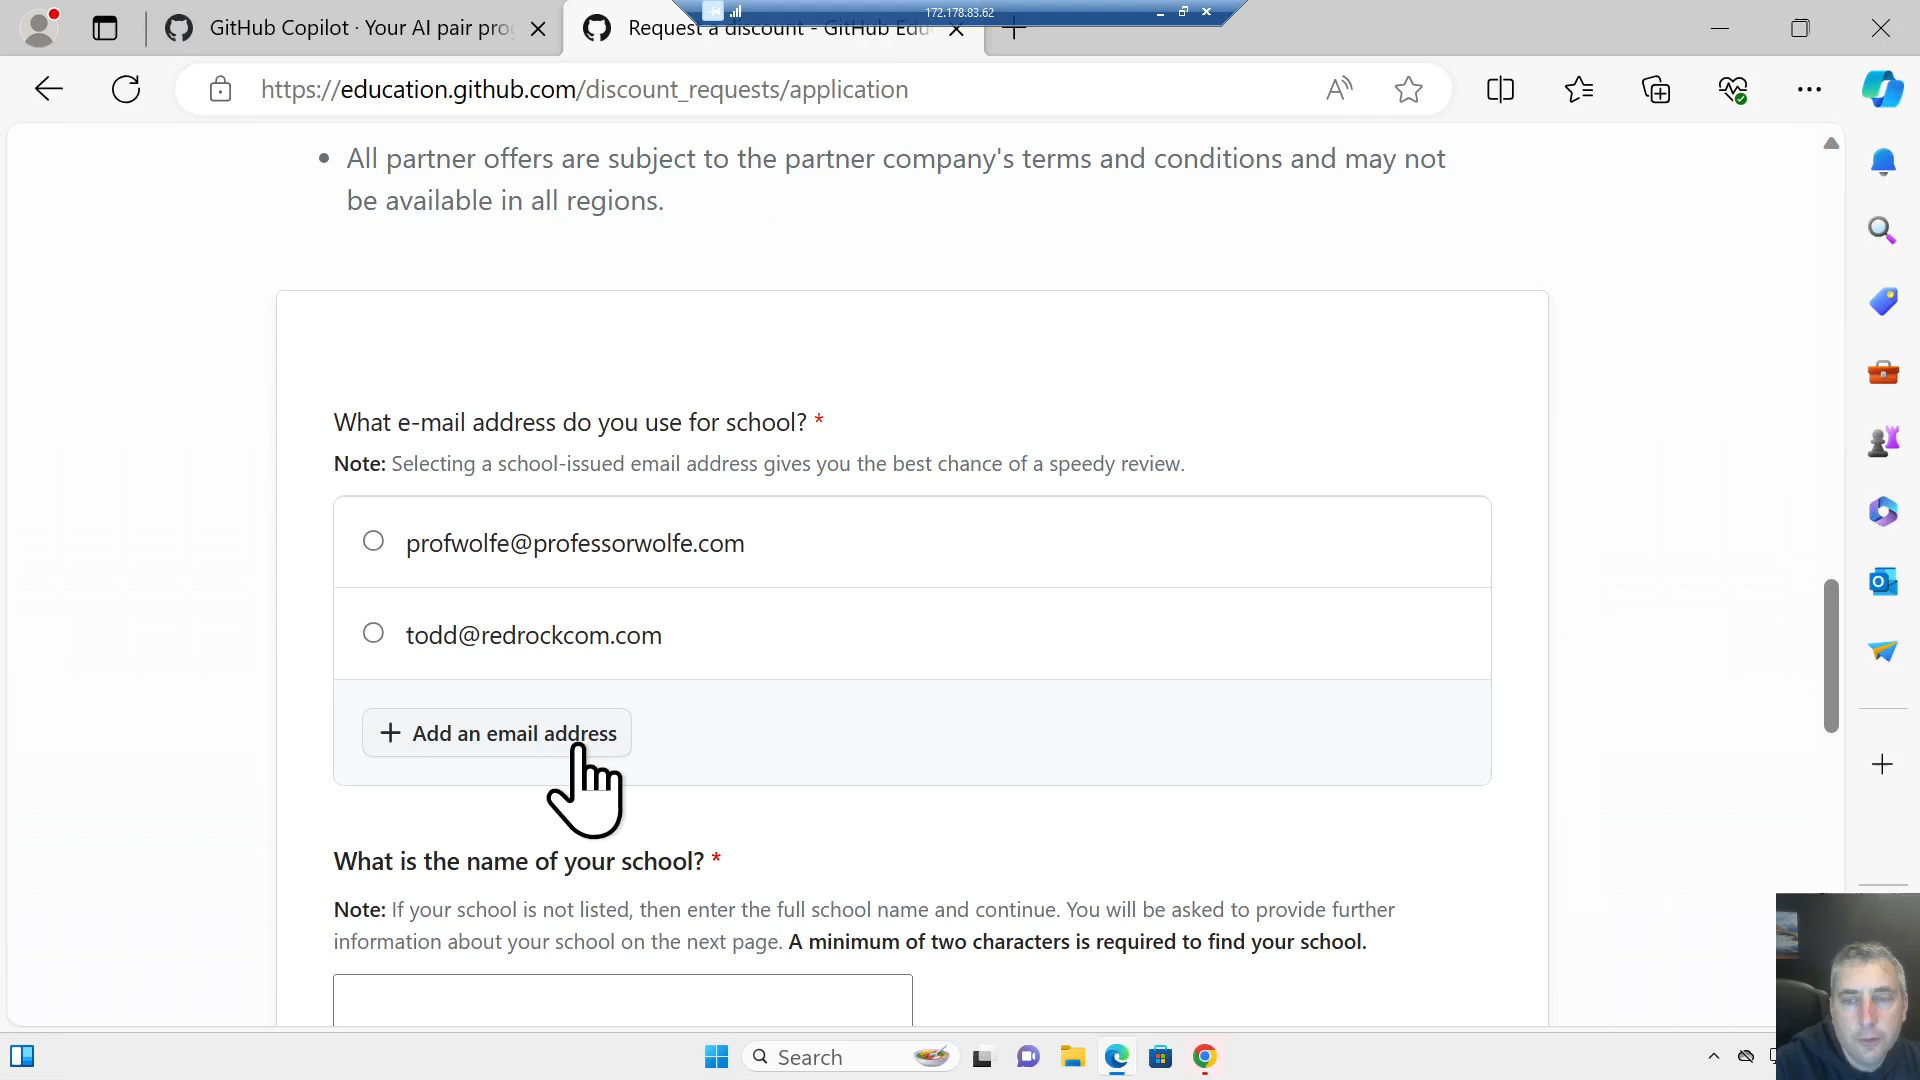 GitHub Copilot · Your AI pair pro
Request a discount - GitHub Edu
172.178.83.62
https://education.github.com/discount_requests/application
• All partner offers are subject to the partner company's terms and conditions and may not
be available in all regions.
What e-mail address do you use for school? *
Note: Selecting a school-issued email address gives you the best chance of a speedy review.
profwolfe@professorwolfe.com
todd@redrockcom.com
+ Add an email address
What is the name of your school? *
Note: If your school is not listed, then enter the full school name and continue. You will be asked to provide further
information about your school on the next page. A minimum of two characters is required to find your school.
Search